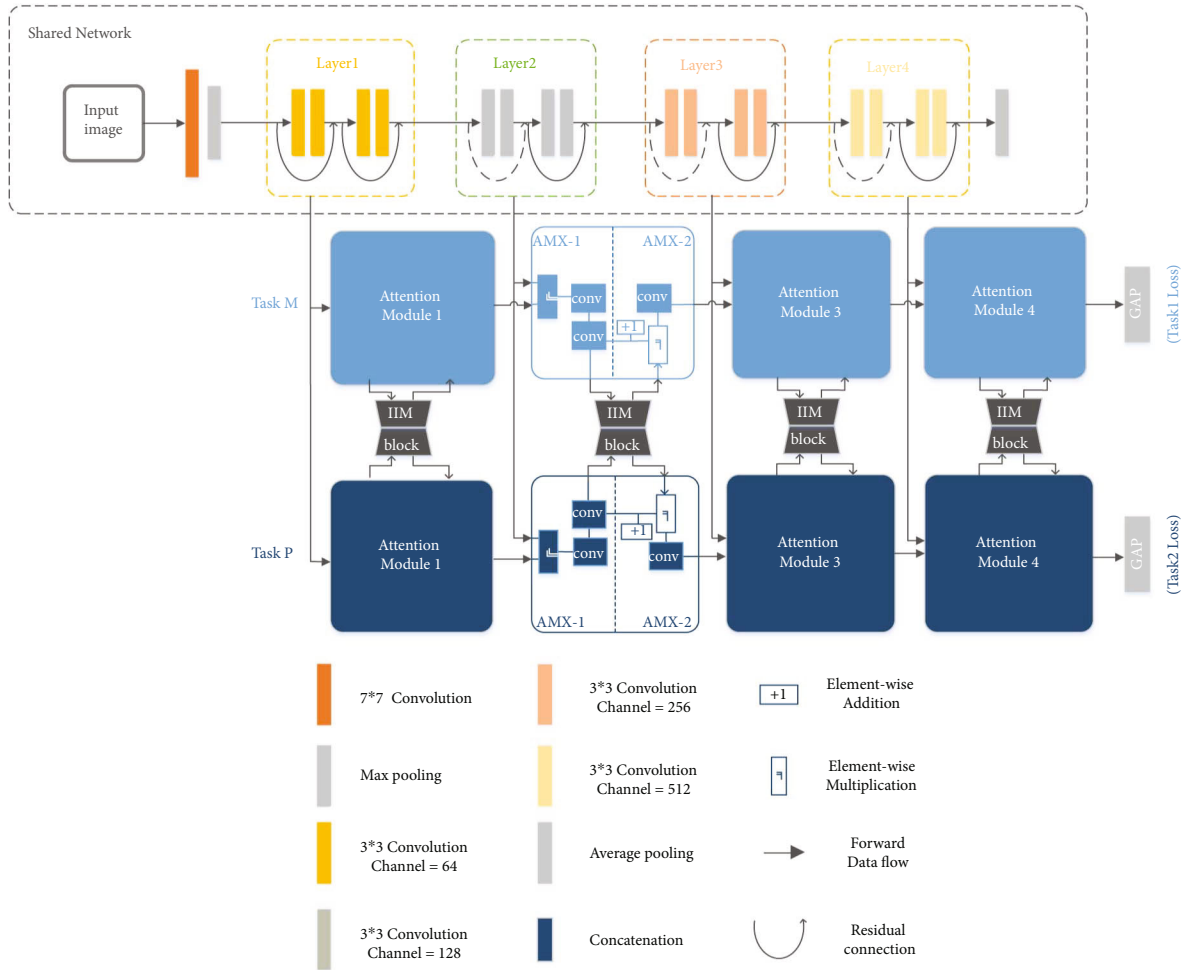 Shared Network
Input
image
Layer1
Layer2
Layer3
Layer4
Task M
Attention
Module 1
AMX-1
AMX-2
conv
conv
+1
conv
Attention
Module 3
Attention
Module 4
GAP
(Task1 Loss)
IIM
block
IIM
block
IIM
block
IIM
block
Task P
Attention
Module 1
conv
conv
+1
conv
AMX-1
AMX-2
Attention
Module 3
Attention
Module 4
GAP
(Task2 Loss)
7*7 Convolution
3*3 Convolution
Channel = 256
+1
Element-wise
Addition
Max pooling
3*3 Convolution
Channel = 512
Element-wise
Multiplication
3*3 Convolution
Channel = 64
Average pooling
Forward
Data flow
3*3 Convolution
Channel = 128
Concatenation
Residual
connection